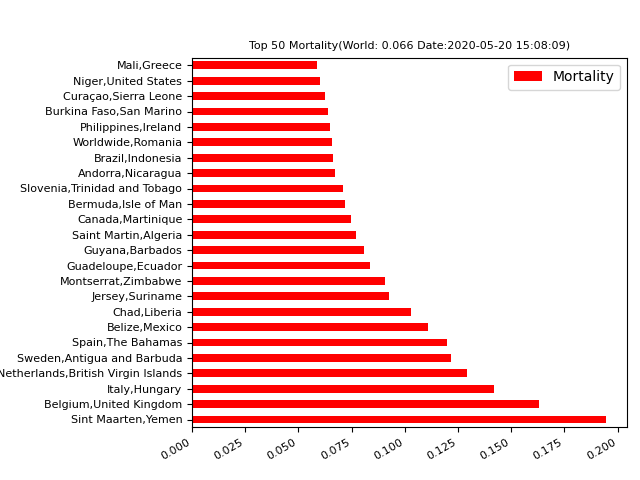 Top 50 Mortality(World: 0.066 Date:2020-05-20 15:08:09)
Mortality
Mali,Greece
Niger,United States
Curaçao,Sierra Leone
Burkina Faso,San Marino
Philippines,Ireland
Worldwide,Romania
Brazil,Indonesia
Andorra,Nicaragua
Slovenia,Trinidad and Tobago
Bermuda,Isle of Man
Canada,Martinique
Saint Martin,Algeria
Guyana,Barbados
Guadeloupe,Ecuador
Montserrat,Zimbabwe
Jersey,Suriname
Chad,Liberia
Belize,Mexico
Spain,The Bahamas
Sweden,Antigua and Barbuda
Netherlands,British Virgin Islands
Italy,Hungary
Belgium,United Kingdom
Sint Maarten,Yemen
0.000 0.025 0.050 0.075 0.100 0.125 0.150 0.175 0.200